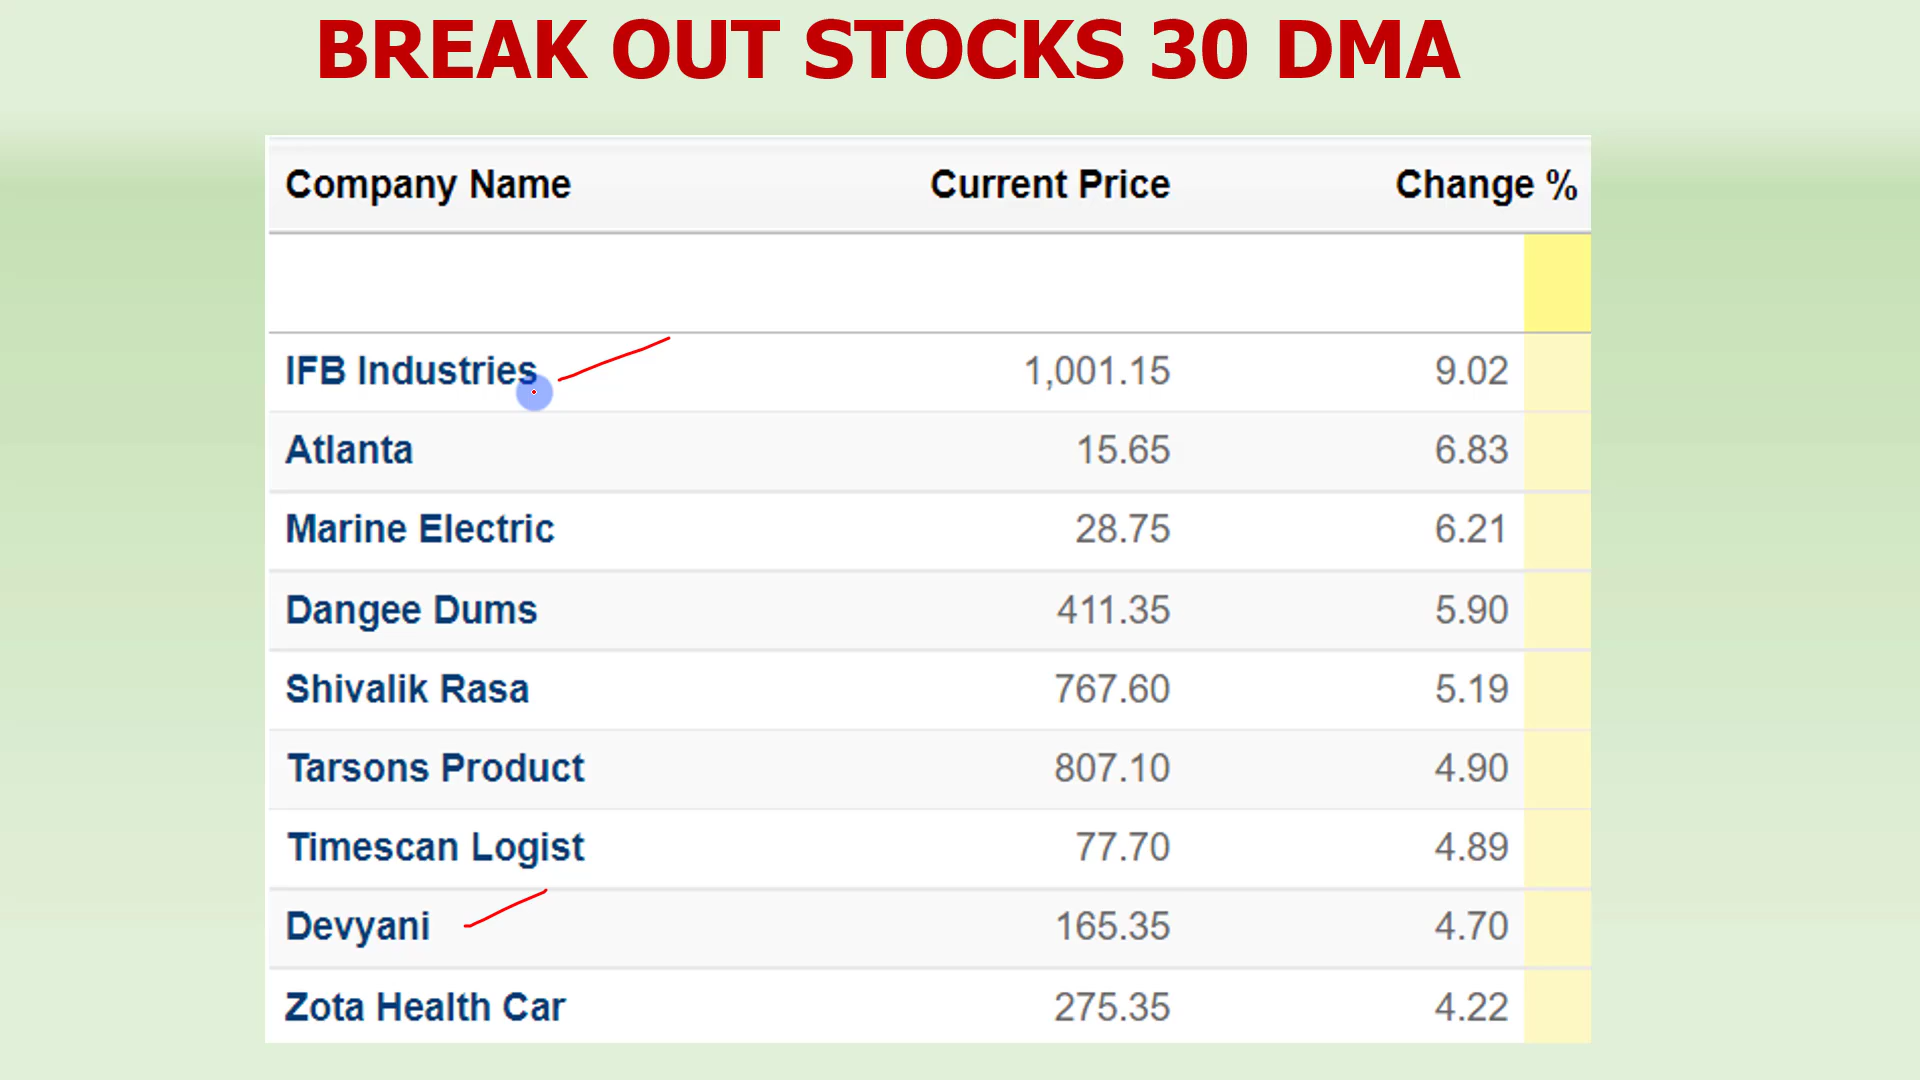 BREAK OUT STOCKS 30 DMA
Company Name Current Price Change %
IFB Industries 1,001.15 9.02
Atlanta 15.65 6.83
Marine Electric 28.75 6.21
Dangee Dums 411.35 5.90
Shivalik Rasa 767.60 5.19
Tarsons Product 807.10 4.90
Timescan Logist 77.70 4.89
Devyani 165.35 4.70
Zota Health Car 275.35 4.22